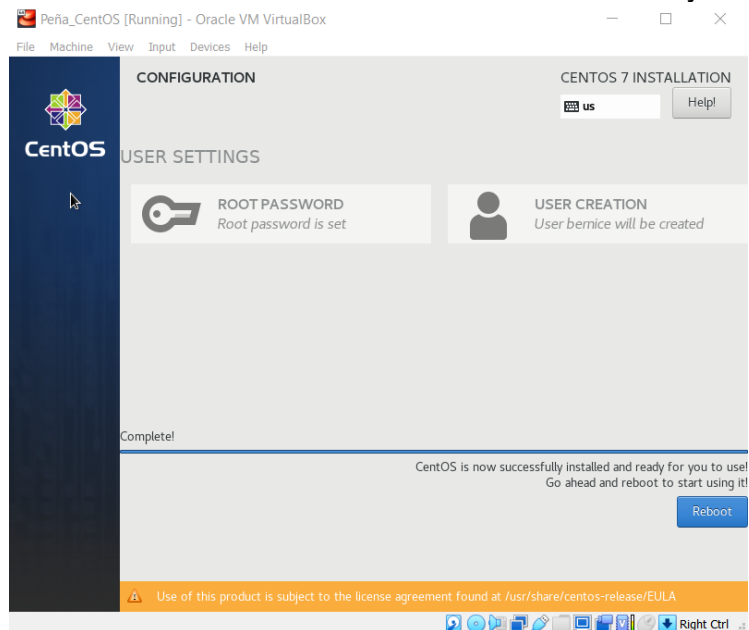 Peña_CentOS [Running] - Oracle VM VirtualBox
File Machine View Input Devices Help
CONFIGURATION
CENTOS 7 INSTALLATION
us
Help!
CentOS
USER SETTINGS
ROOT PASSWORD
Root password is set
USER CREATION
User bernice will be created
Complete!
CentOS is now successfully installed and ready for you to use!
Go ahead and reboot to start using it!
Reboot
Use of this product is subject to the license agreement found at /usr/share/centos-release/EULA
Right Ctrl